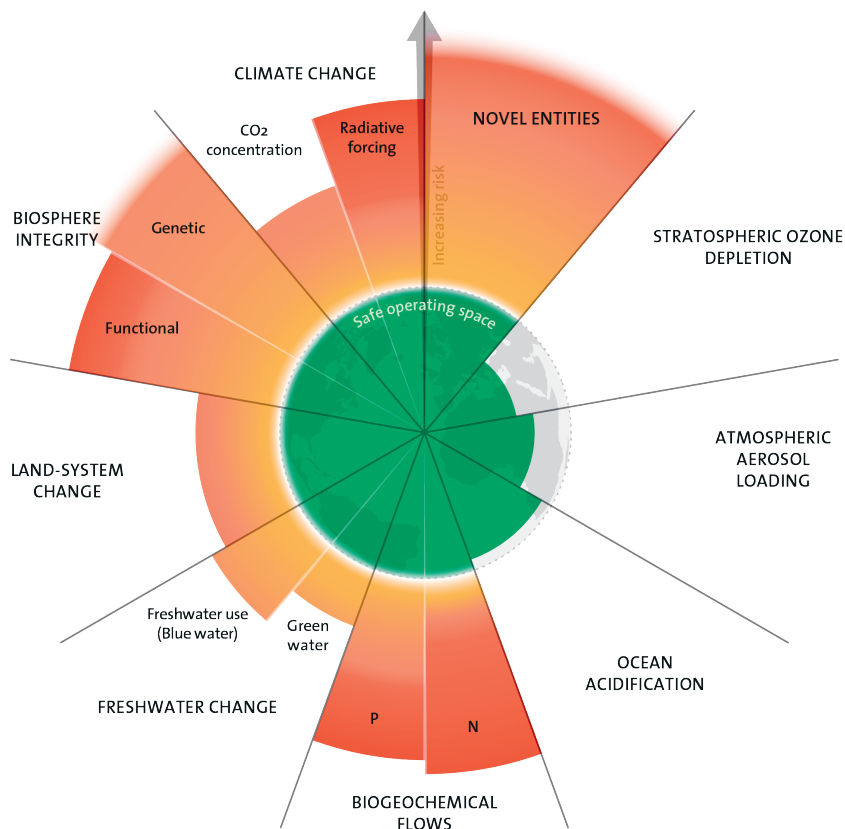 CLIMATE CHANGE
CO2
concentration
Radiative
forcing
NOVEL ENTITIES
Increasing risk
BIOSPHERE
INTEGRITY
Genetic
STRATOSPHERIC OZONE
DEPLETION
Functional
Safe operating space
LAND-SYSTEM
CHANGE
ATMOSPHERIC
AEROSOL
LOADING
Freshwater use
(Blue water)
Green
water
FRESHWATER CHANGE
OCEAN
ACIDIFICATION
P
N
BIOGEOCHEMICAL
FLOWS